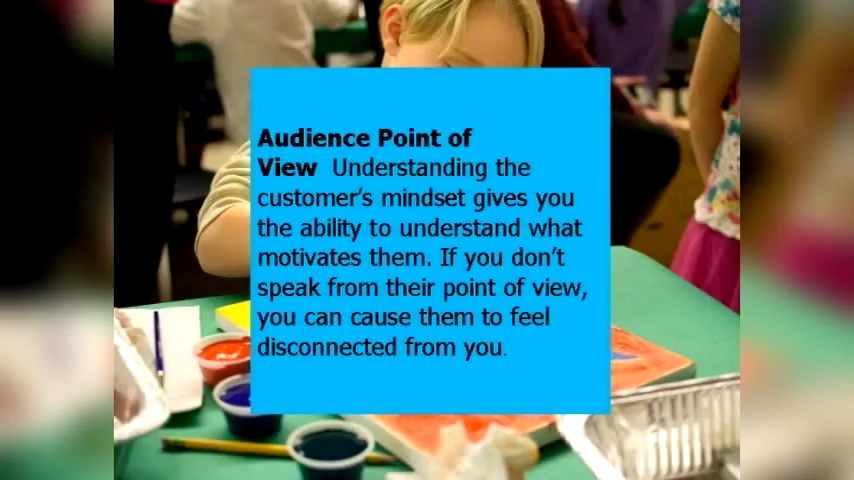 Audience Point of
View  Understanding the
customer's mindset gives you
the ability to understand what
motivates them. If you don't
speak from their point of view,
you can cause them to feel
disconnected from you.